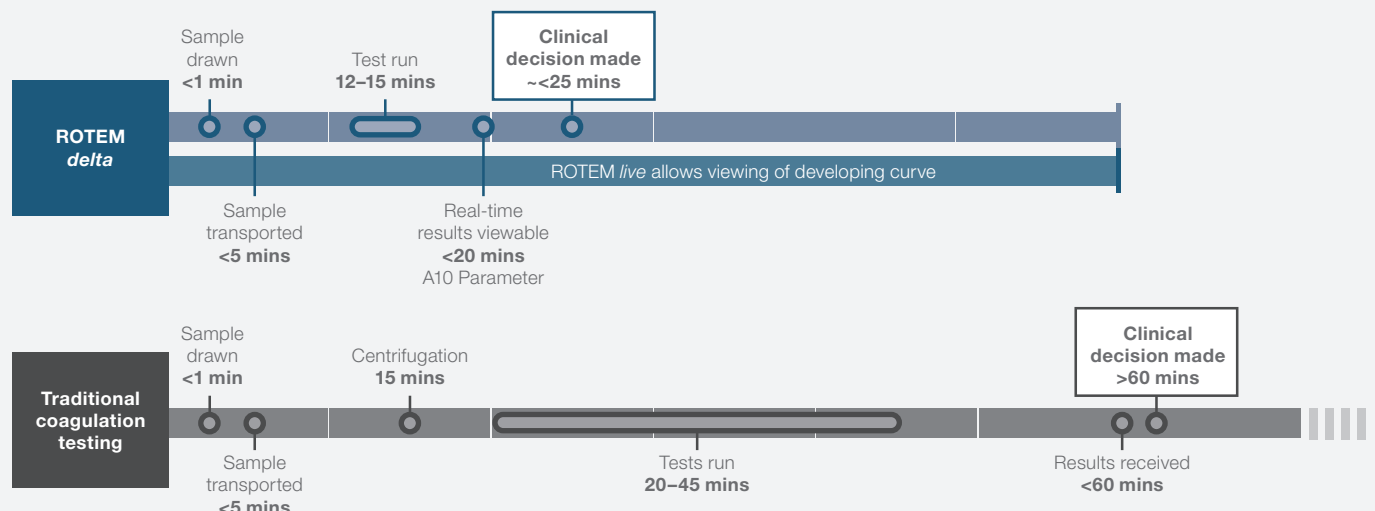 Sample
drawn
<1 min
Test run
12–15 mins
Clinical
decision made
~<25 mins
ROTEM
delta
ROTEM live allows viewing of developing curve
Sample
transported
<5 mins
Real-time
results viewable
<20 mins
A10 Parameter
Sample
drawn
<1 min
Centrifugation
15 mins
Clinical
decision made
>60 mins
Traditional
coagulation
testing
Sample
transported
<5 mins
Tests run
20–45 mins
Results received
<60 mins